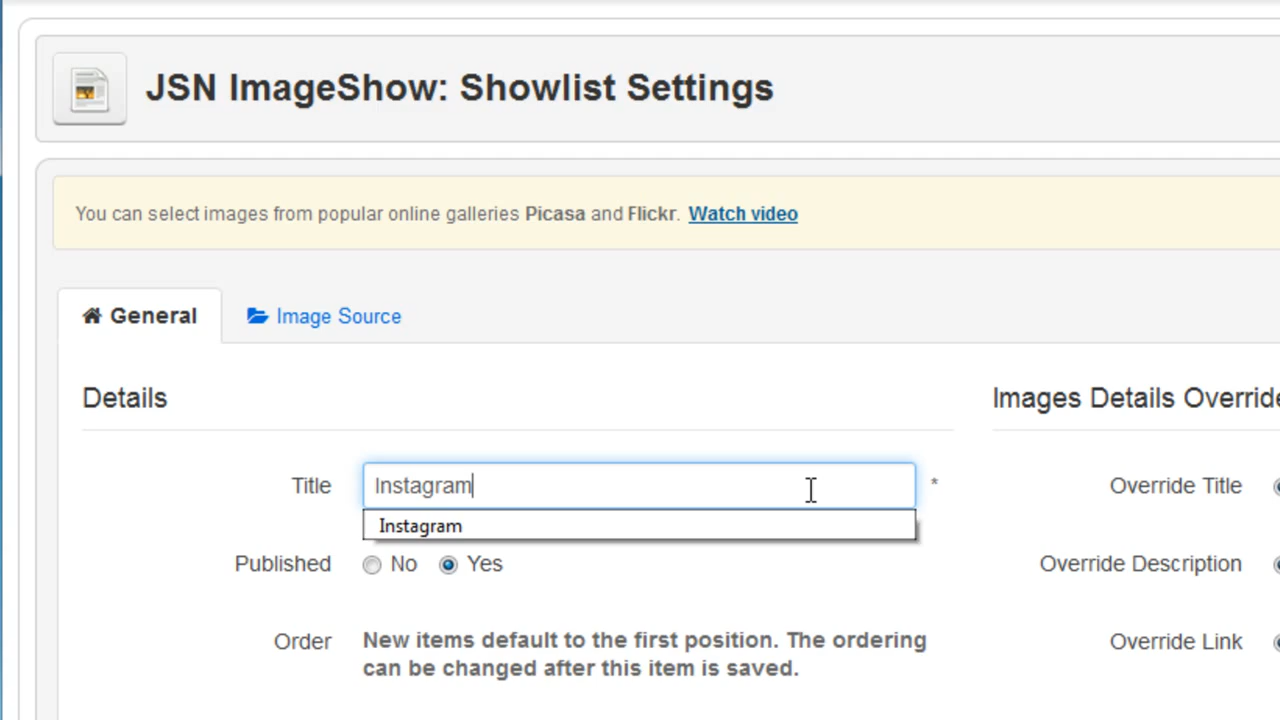 JSN ImageShow: Showlist Settings
You can select images from popular online galleries Picasa and Flickr. Watch video
General
Image Source
Details
Images Details Override
Title
Instagram
*
Override Title
Instagram
Published
No
Yes
Override Description
Order
New items default to the first position. The ordering
can be changed after this item is saved.
Override Link